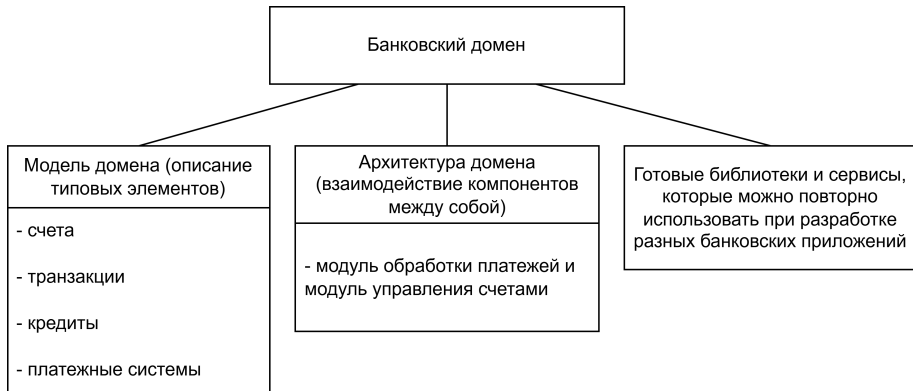 Банковский домен
Модель домена (описание
типовых элементов)
- счета
- транзакции
- кредиты
- платежные системы
Архитектура домена
(взаимодействие компонентов
между собой)
- модуль обработки платежей и
модуль управления счетами
Готовые библиотеки и сервисы,
которые можно повторно
использовать при разработке
разных банковских приложений